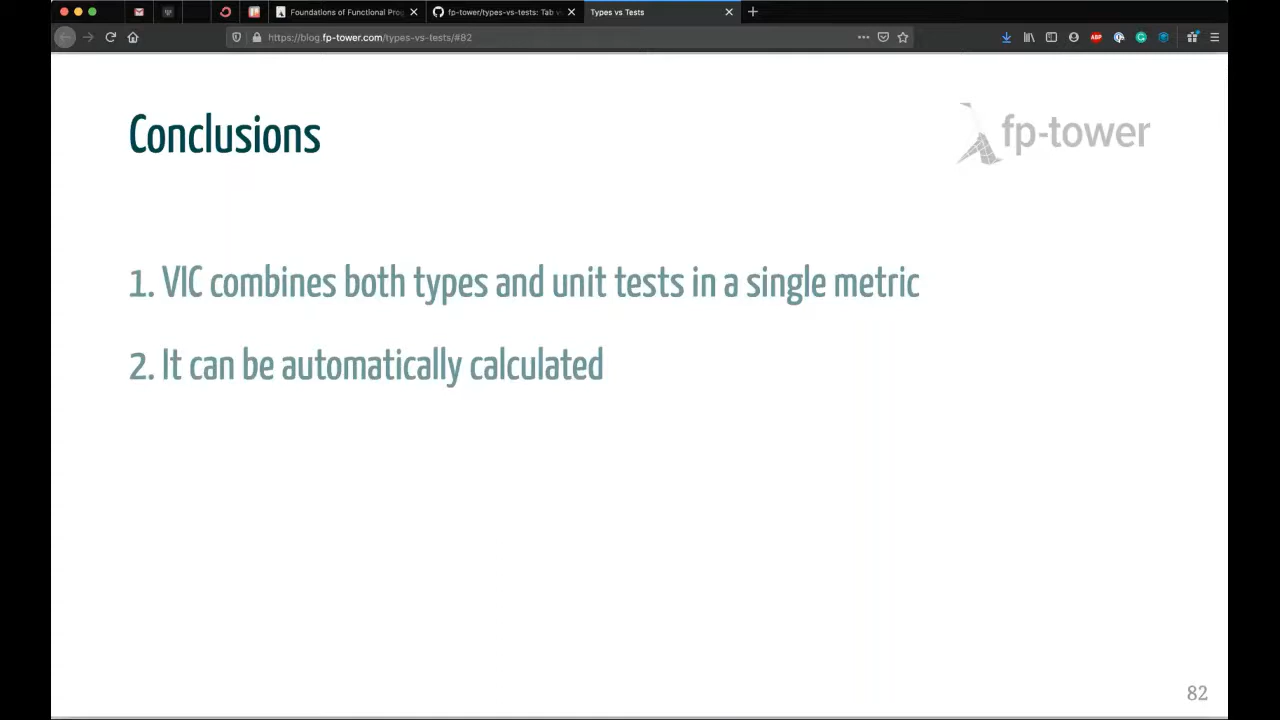 Foundations of Functional Prog
fp-tower/types-vs-tests: Tab v
Types vs Tests
https://blog.fp-tower.com/types-vs-tests/#82
ABP
Conclusions
fp-tower
1. VIC combines both types and unit tests in a single metric
2. It can be automatically calculated
82